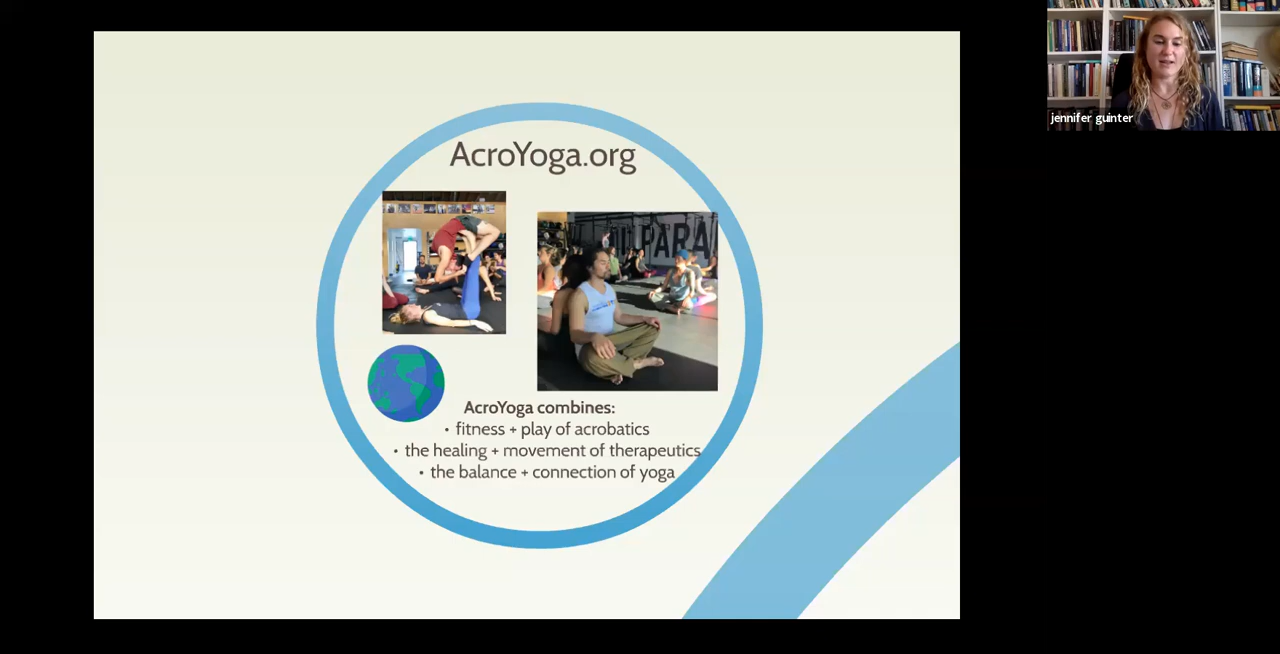 AcroYoga.org
PARA
AcroYoga combines:
• fitness + play of acrobatics
• the healing + movement of therapeutics
• the balance + connection of yoga
jennifer guinter